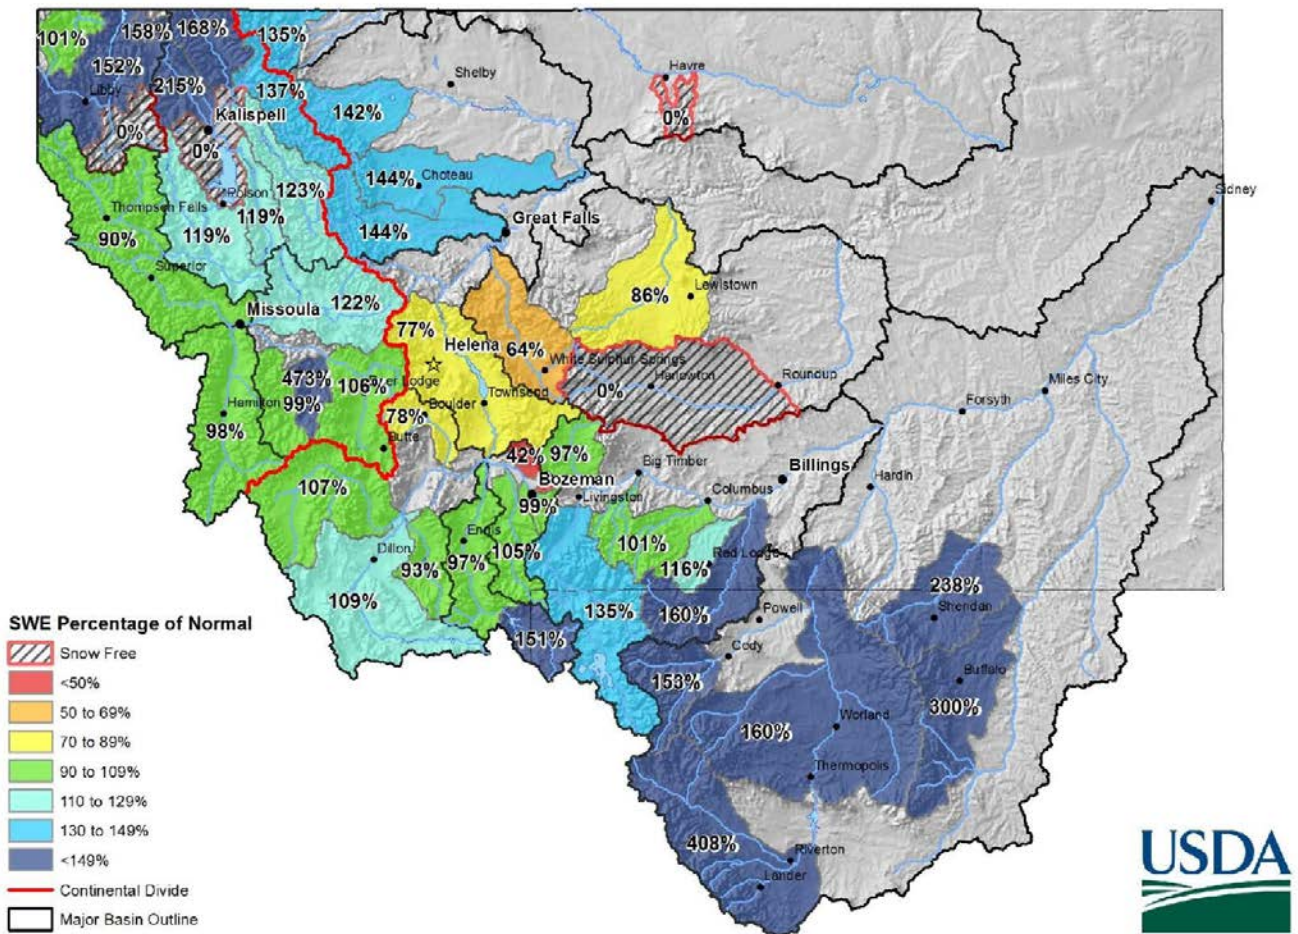 158% 168% 135%
101%
152%
Libby
215% 137%
Shelby
Havre
142%
Kalispell
0%
0%
0%
Choteau
144%
123%
Polson
119%
Sidney
Thompson Falls
119%
90%
144%
Great Falls
Superior
122%
86%
Lewistown
Missoula
77%
Helena
64%
White Sulphur Springs
473%
106%
er Lodge
0%
Harlowton
Roundup
Miles City
Hamilton
99%
Townsend
Forsyth
98%
78%
Boulder
Butte
42% 97%
Big Timber
Billings
Bozeman
Hardin
107%
99%
Livingston
Columbus
Ennis
101%
Dillon
93% 97% 105%
116%
Red Lodge
238%
109%
135%
160%
Powell
Sheridan
SWE Percentage of Normal
151%
Cody
Snow Free
153%
Buffalo
<50%
300%
50 to 69%
160%
Worland
70 to 89%
90 to 109%
Thermopolis
110 to 129%
130 to 149%
408%
<149%
Riverton
Continental Divide
Lander
Major Basin Outline
USDA